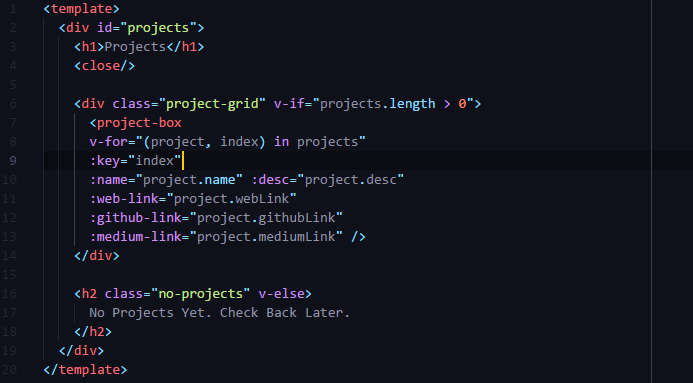 1 <template>
2 <div id="projects">
3 <h1>Projects</h1>
4 <close/>
5
6 <div class="project-grid" v-if="projects.length > 0">
7 <project-box
8 v-for="(project, index) in projects"
9 :key="index"
10 :name="project.name" :desc="project.desc"
11 :web-link="project.webLink"
12 :github-link="project.githubLink"
13 :medium-link="project.mediumLink" />
14 </div>
15
16 <h2 class="no-projects" v-else>
17 No Projects Yet. Check Back Later.
18 </h2>
19 </div>
20 </template>